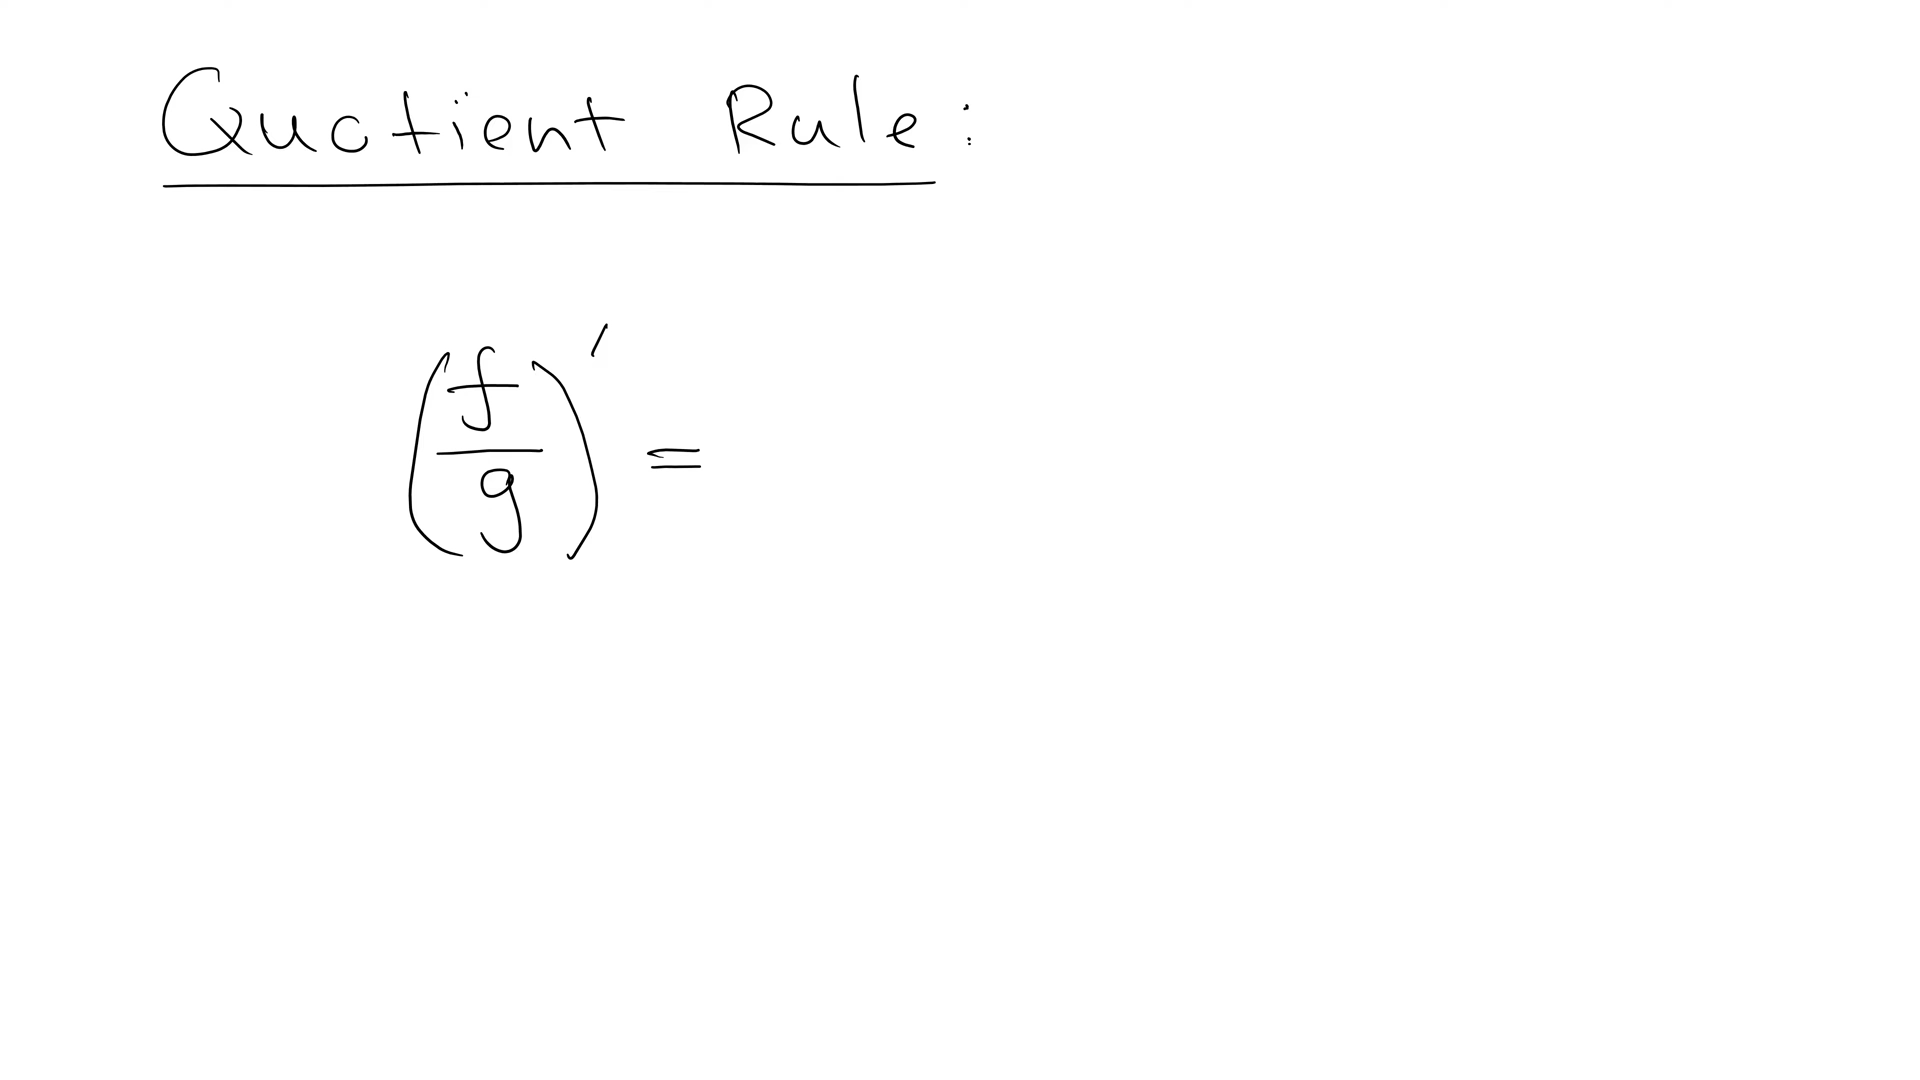 Quotient Rule:
(f/g)' =